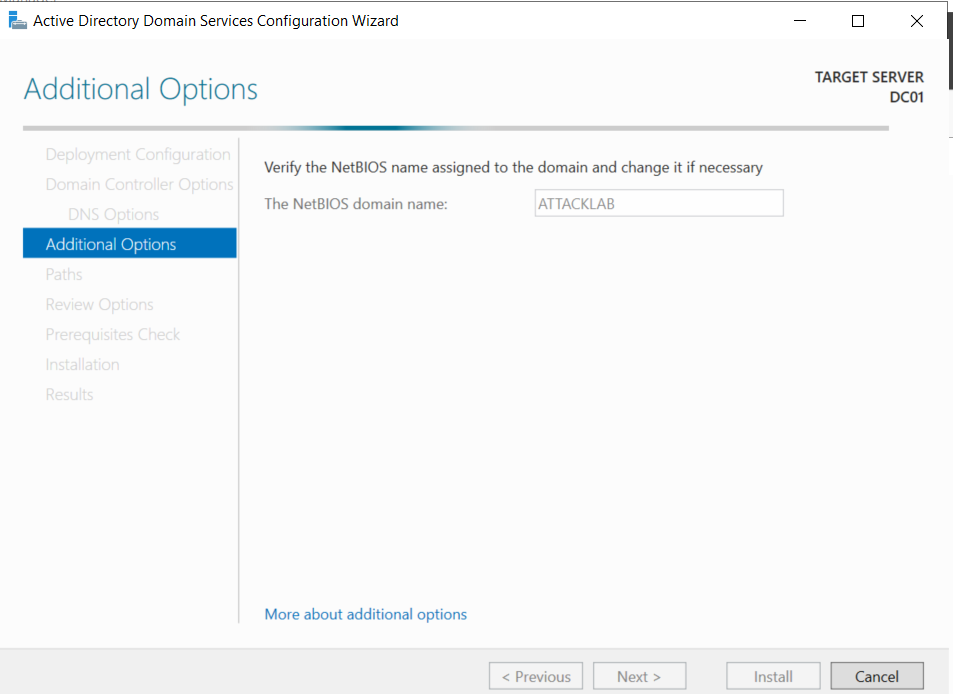 Active Directory Domain Services Configuration Wizard
Additional Options
TARGET SERVER
DC01
Deployment Configuration
Domain Controller Options
DNS Options
Additional Options
Paths
Review Options
Prerequisites Check
Installation
Results
Verify the NetBIOS name assigned to the domain and change it if necessary
The NetBIOS domain name: ATTACKLAB
More about additional options
< Previous Next > Install Cancel